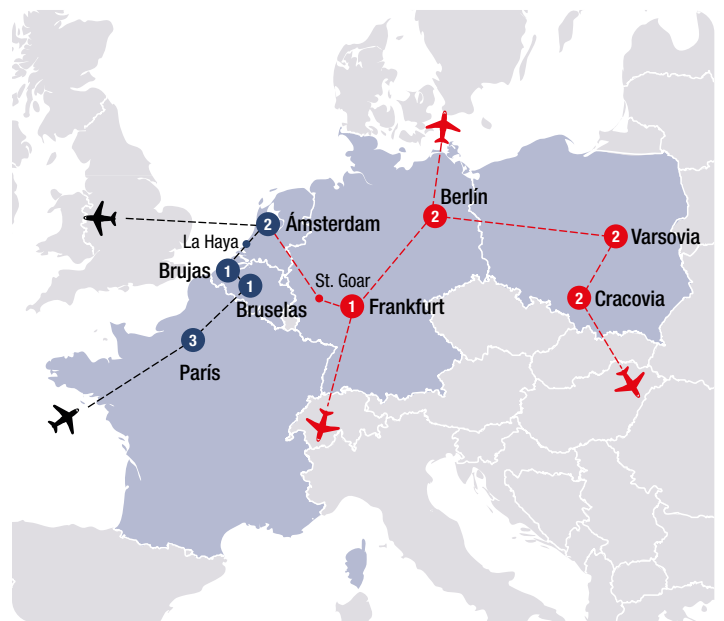 Berlín
2
2
Ámsterdam
2
Varsovia
La Haya
Brujas
1
1
Bruselas
St. Goar
1
Frankfurt
2
Cracovia
3
París